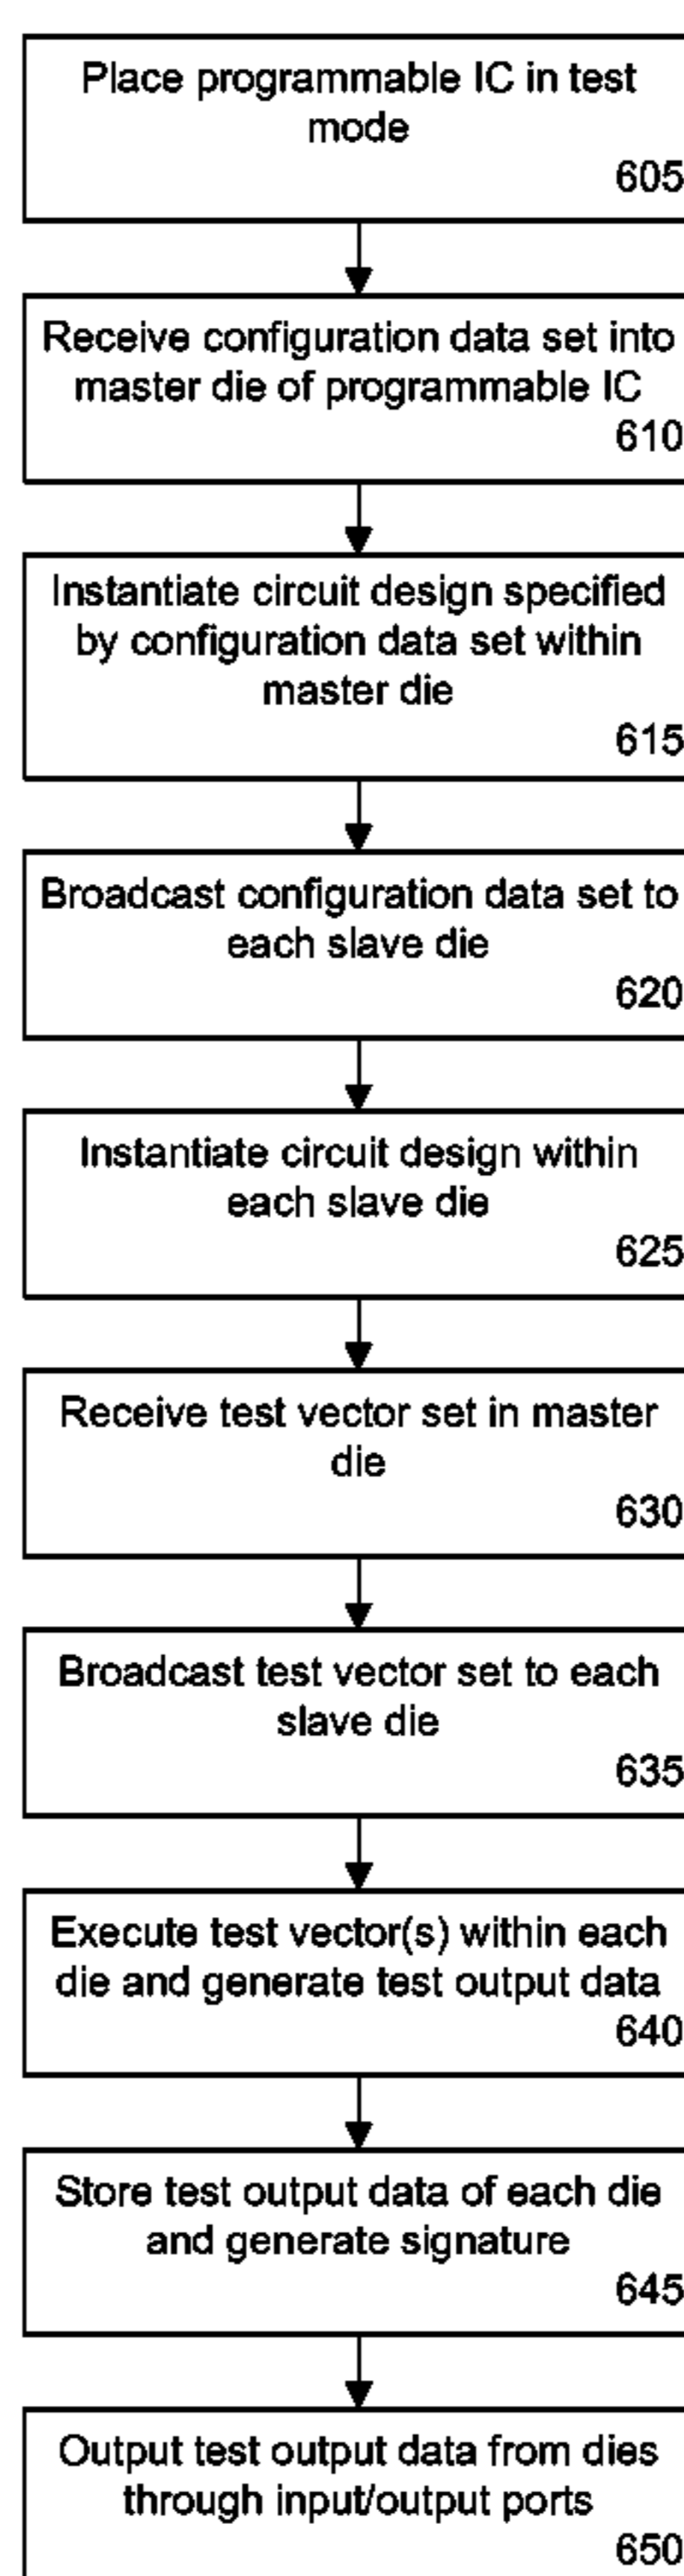 Place programmable IC in test
mode
605
Receive configuration data set into
master die of programmable IC
610
Instantiate circuit design specified
by configuration data set within
master die
615
Broadcast configuration data set to
each slave die
620
Instantiate circuit design within
each slave die
625
Receive test vector set in master
die
630
Broadcast test vector set to each
slave die
635
Execute test vector(s) within each
die and generate test output data
640
Store test output data of each die
and generate signature
645
Output test output data from dies
through input/output ports
650